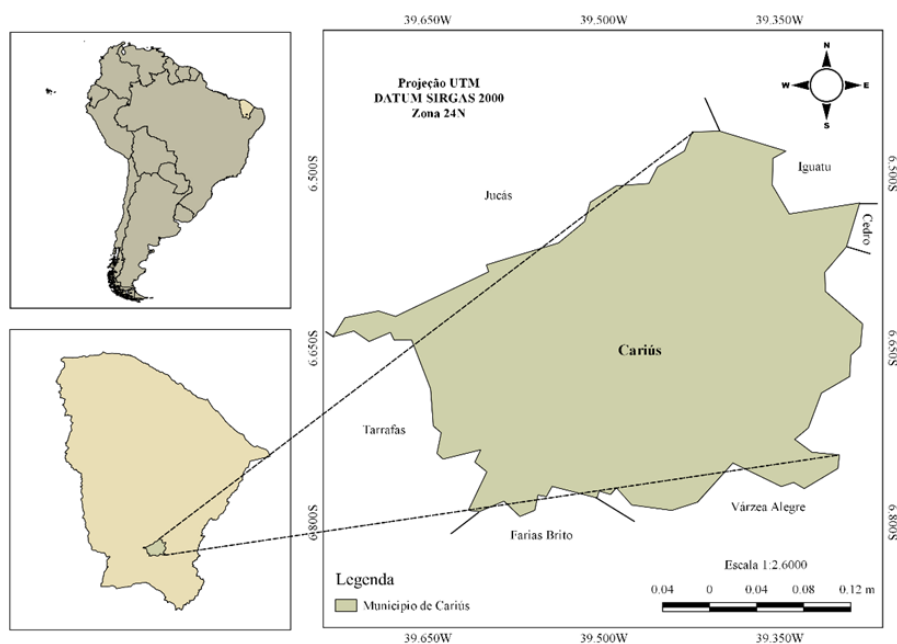 39.650W
39.500W
39.350W
Projeção UTM
DATUM SIRGAS 2000
Zona 24N
N
W
E
S
6.500S
6.500S
Jucás
Iguatu
Cedro
Cariús
6.650S
6.650S
Tarrafas
6.800S
6.800S
Farias Brito
Várzea Alegre
Legenda
Município de Cariús
Escala 1:2.6000
0.04
0
0.04
0.08
0.12 m
39.650W
39.500W
39.350W